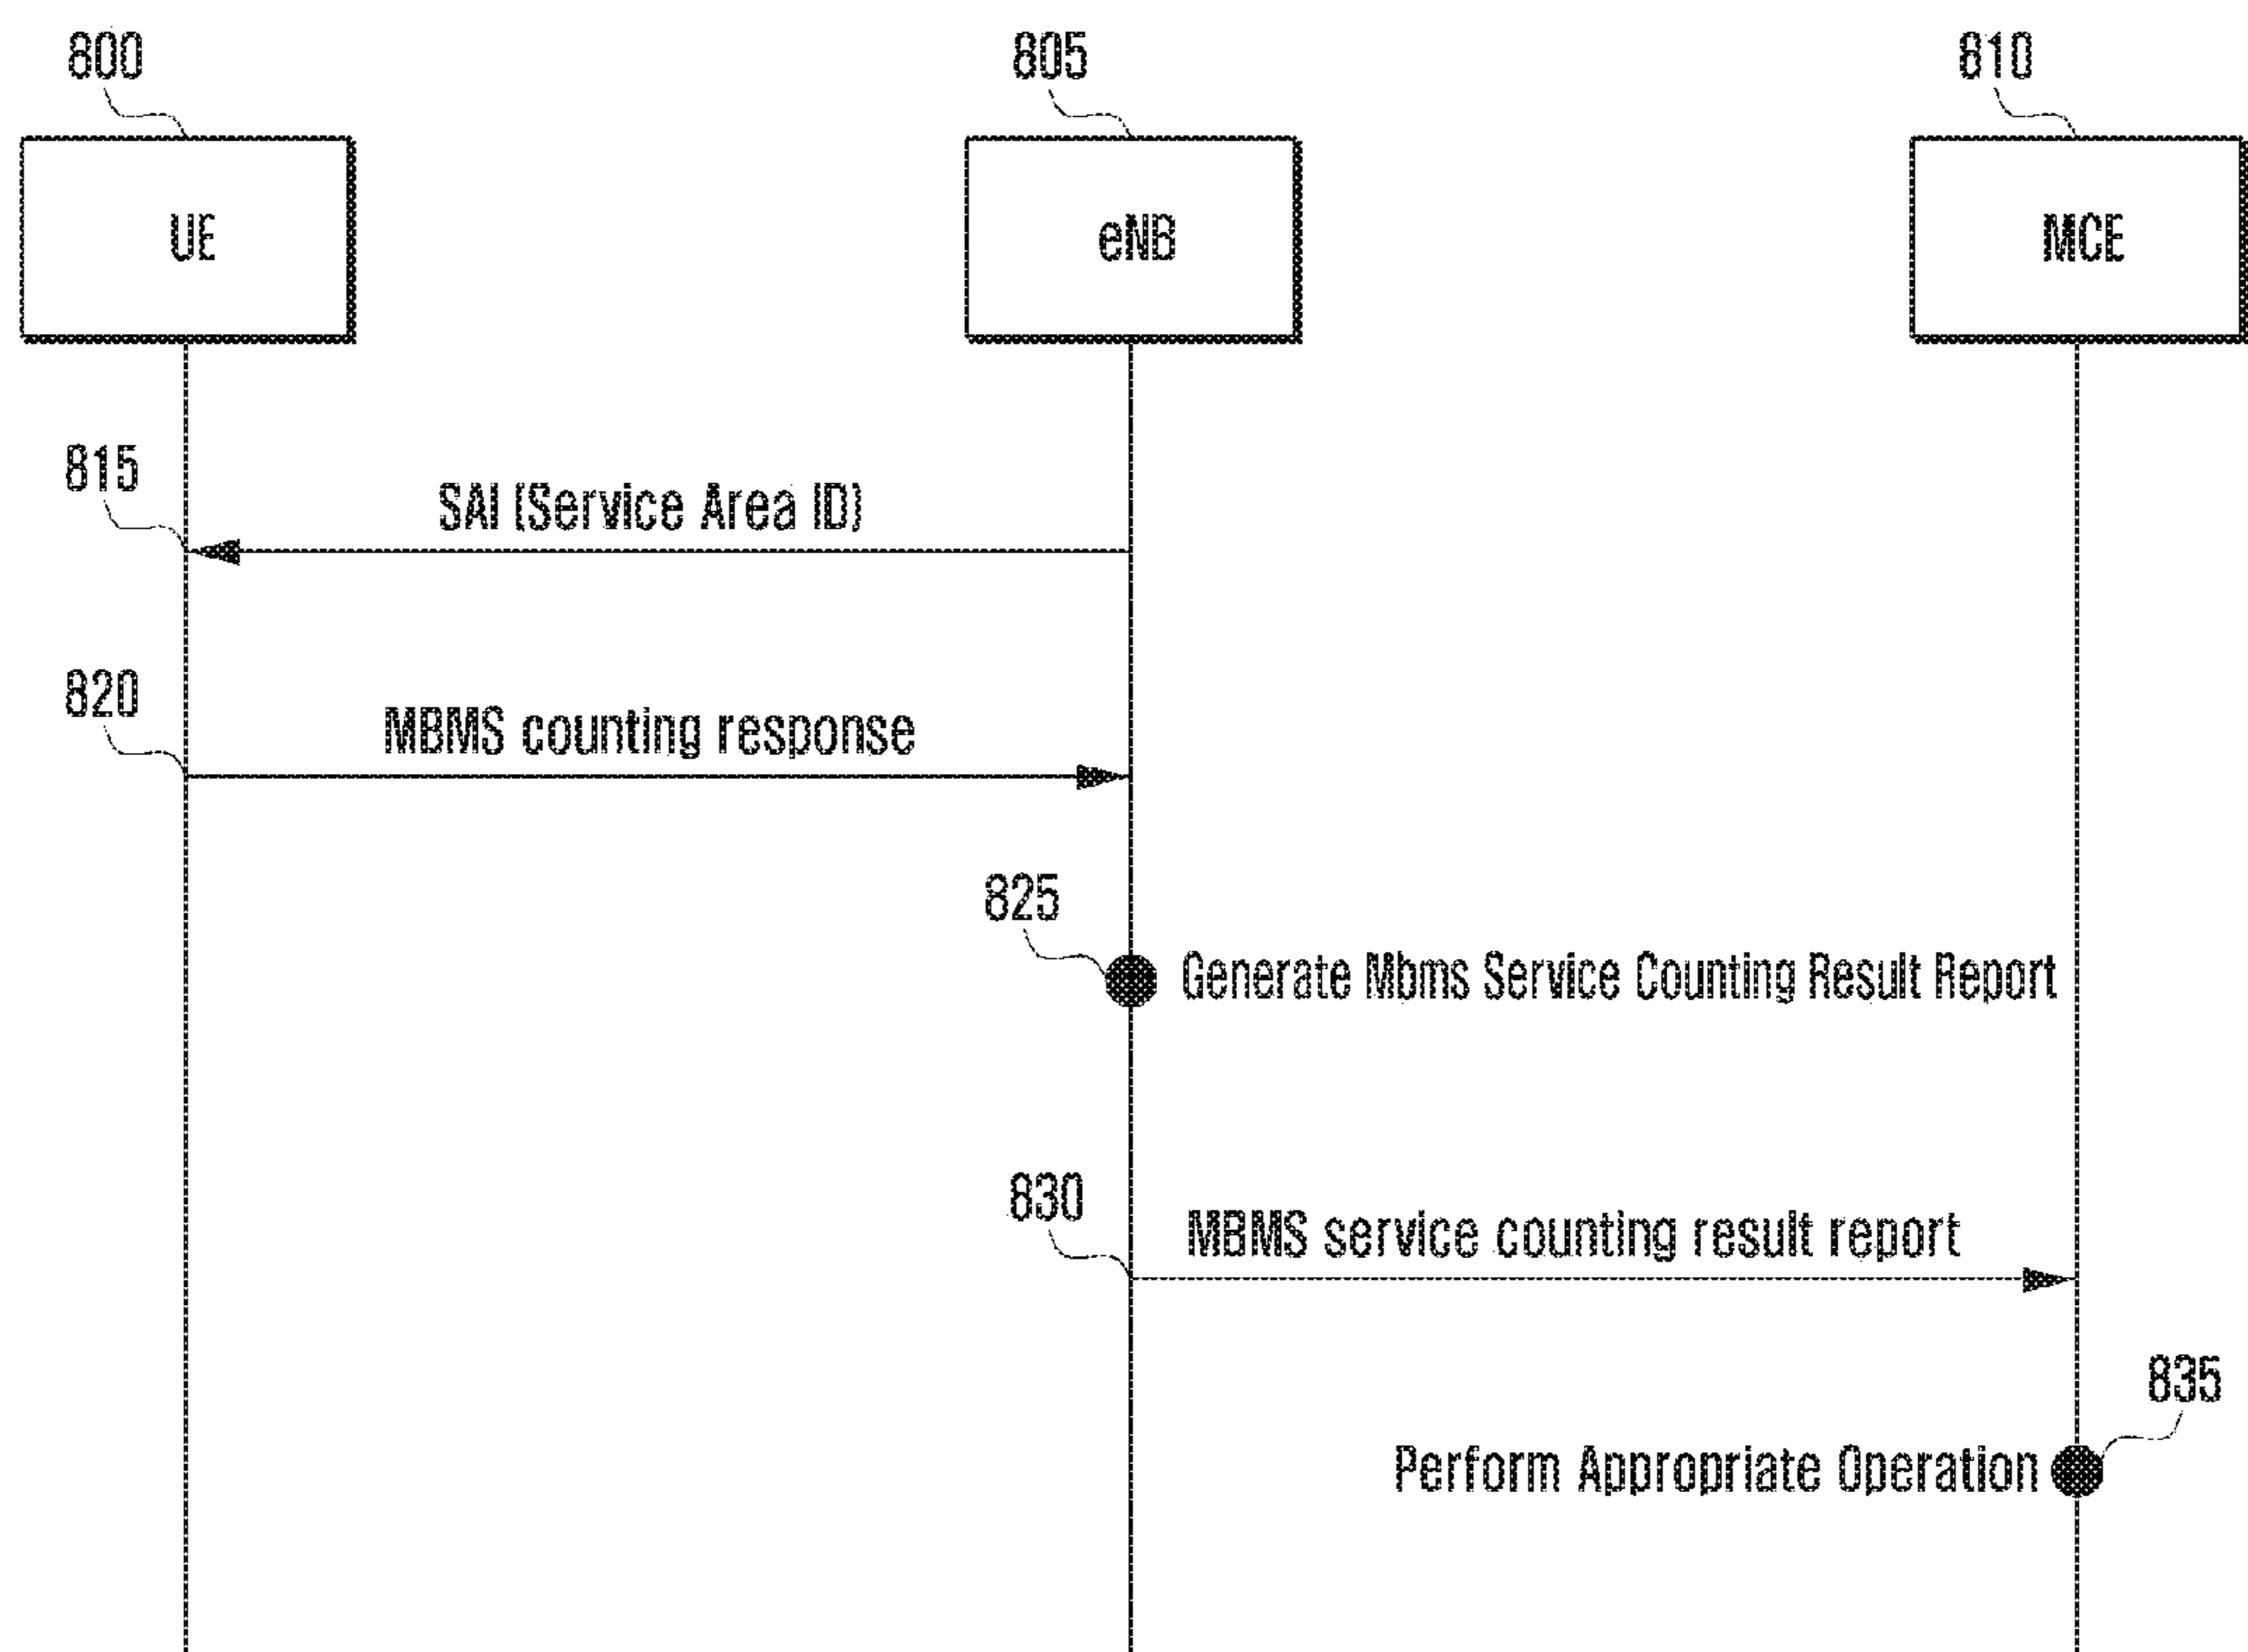 800
805
810
UE
eNB
MCE
815
SAI (Service Area ID)
820
MBMS counting response
825
Generate Mbms Service Counting Result Report
830
MBMS service counting result report
835
Perform Appropriate Operation